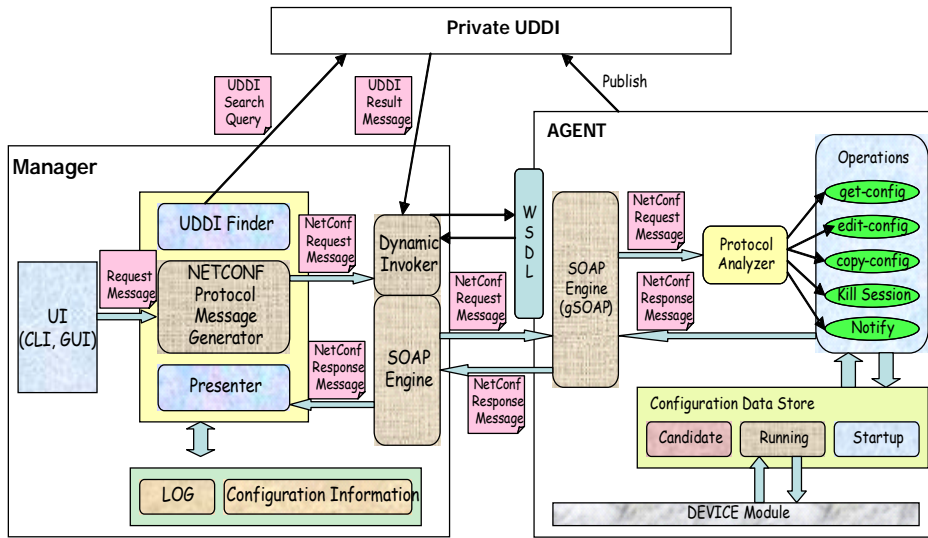 Private UDDI
UDDI
Search
Query
UDDI
Result
Message
Publish
Manager
UDDI Finder
NETCONF
Protocol
Message
Generator
Presenter
Request
Message
UI
(CLI, GUI)
NetConf
Request
Message
Dynamic
Invoker
SOAP
Engine
NetConf
Response
Message
NetConf
Request
Message
NetConf
Response
Message
LOG
Configuration Information
W
S
D
L
AGENT
SOAP
Engine
(gSOAP)
NetConf
Request
Message
NetConf
Response
Message
Protocol
Analyzer
Operations
get-config
edit-config
copy-config
Kill Session
Notify
Configuration Data Store
Candidate
Running
Startup
DEVICE Module